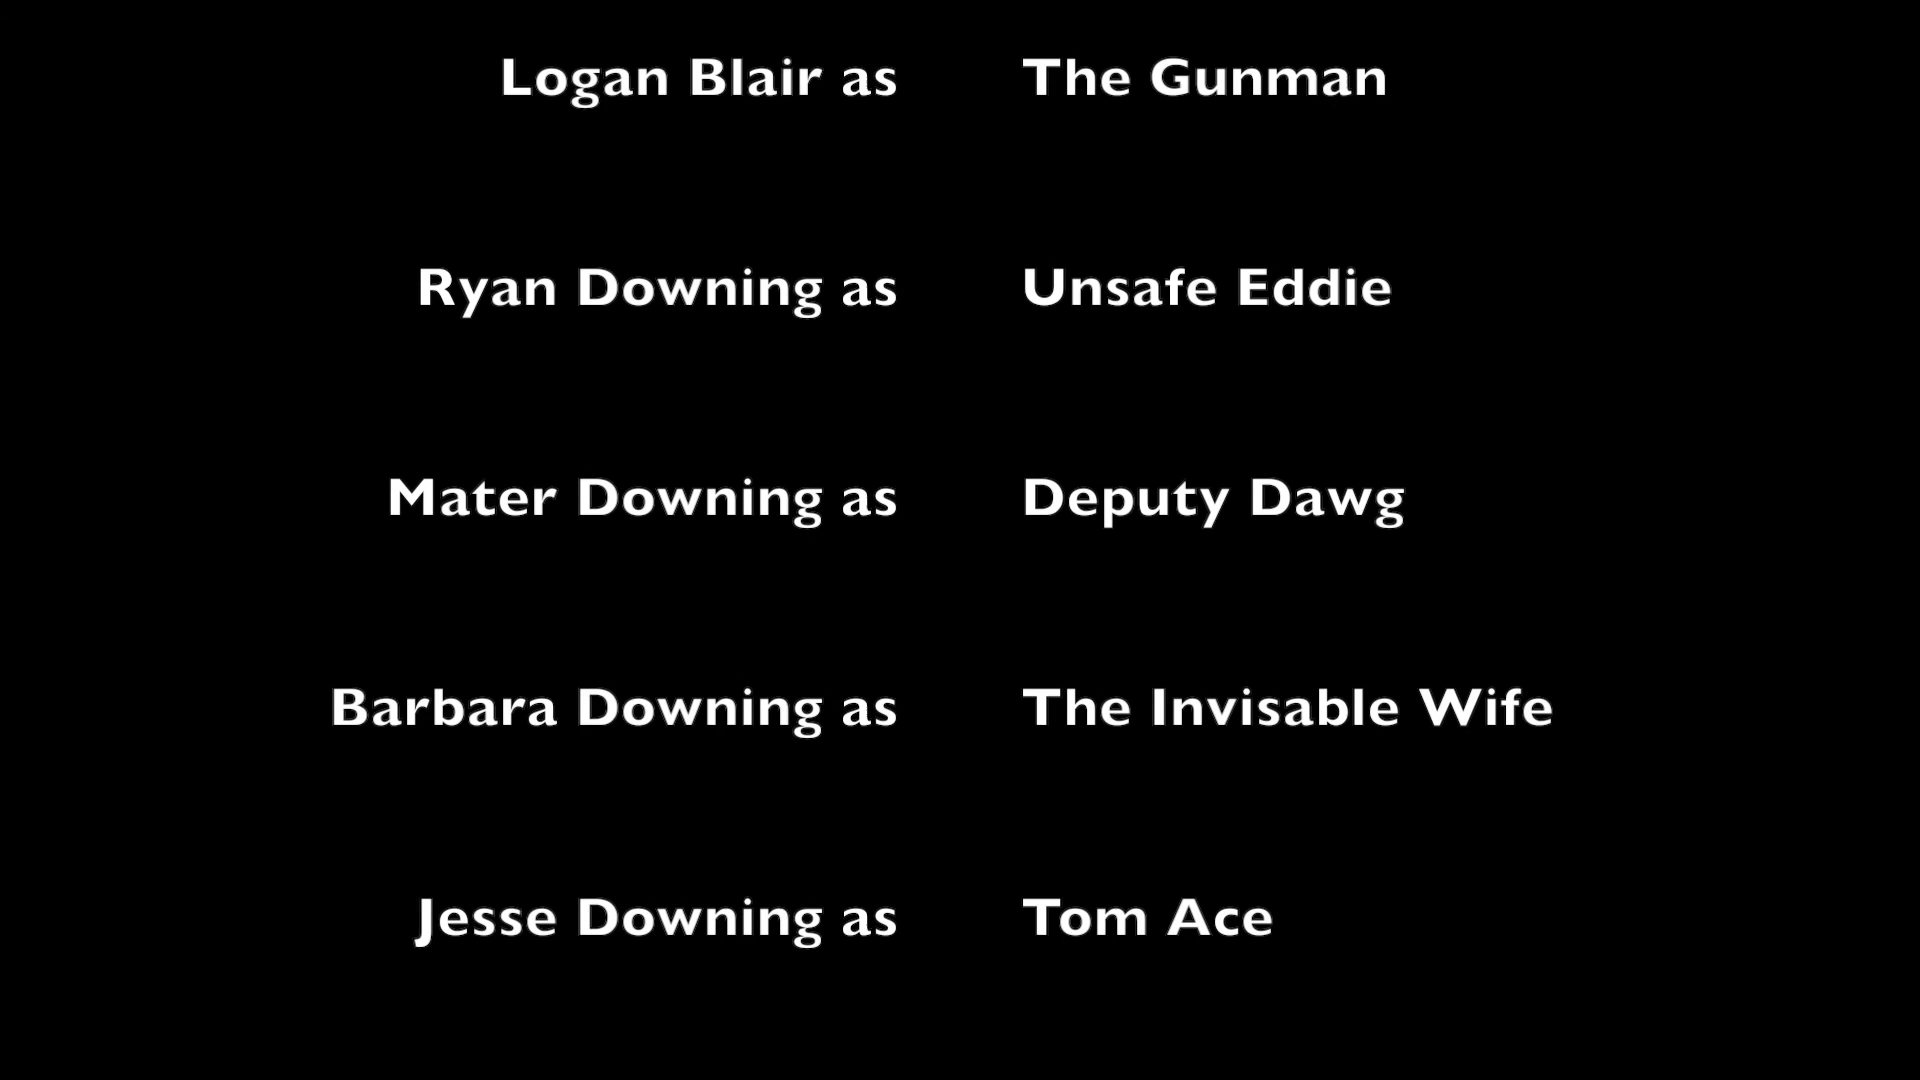 Logan Blair as The Gunman
Ryan Downing as Unsafe Eddie
Mater Downing as Deputy Dawg
Barbara Downing as The Invisable Wife
Jesse Downing as Tom Ace